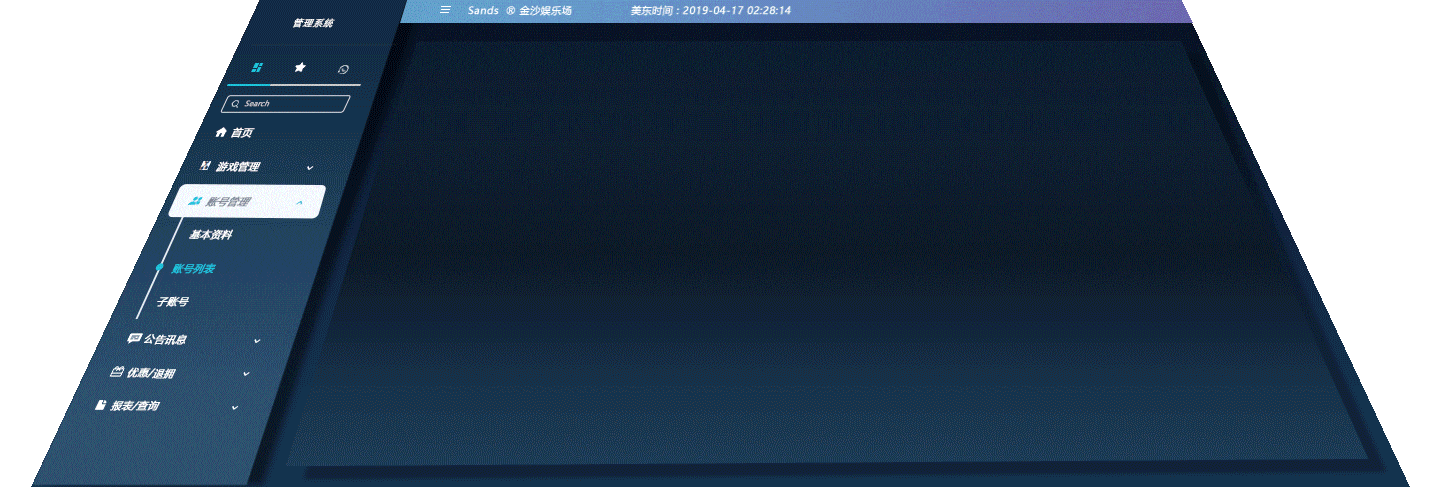 管理系统
Sands ® 金沙娱乐场
美东时间 : 2019-04-17 02:28:14
Search
首页
游戏管理
账号管理
基本资料
账号列表
子账号
公告讯息
优惠/退拥
报表/查询